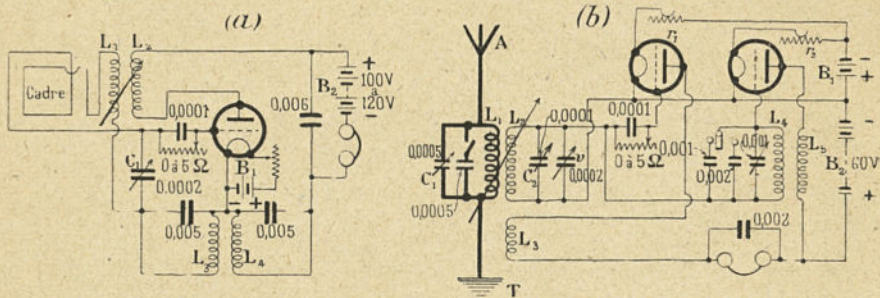 (a)
L₁ L₂
Cadre
0,0001
0,006
B₂
+
100V
à
120V
−
C₁
0 à 5 Ω
0.0002
B₁
− +
0,005
0,005
L₃ L₄
(b)
A
r₁
r₂
B₁
−
+
L₁ L₂
0,0001
0,0001
0,0005
C₁
C₂
v
0,0002
0 à 5 Ω
0,001
0,002
0,001
L₄
L₅
−
B₂ 60V
+
0,0005
L₃
0,002
T